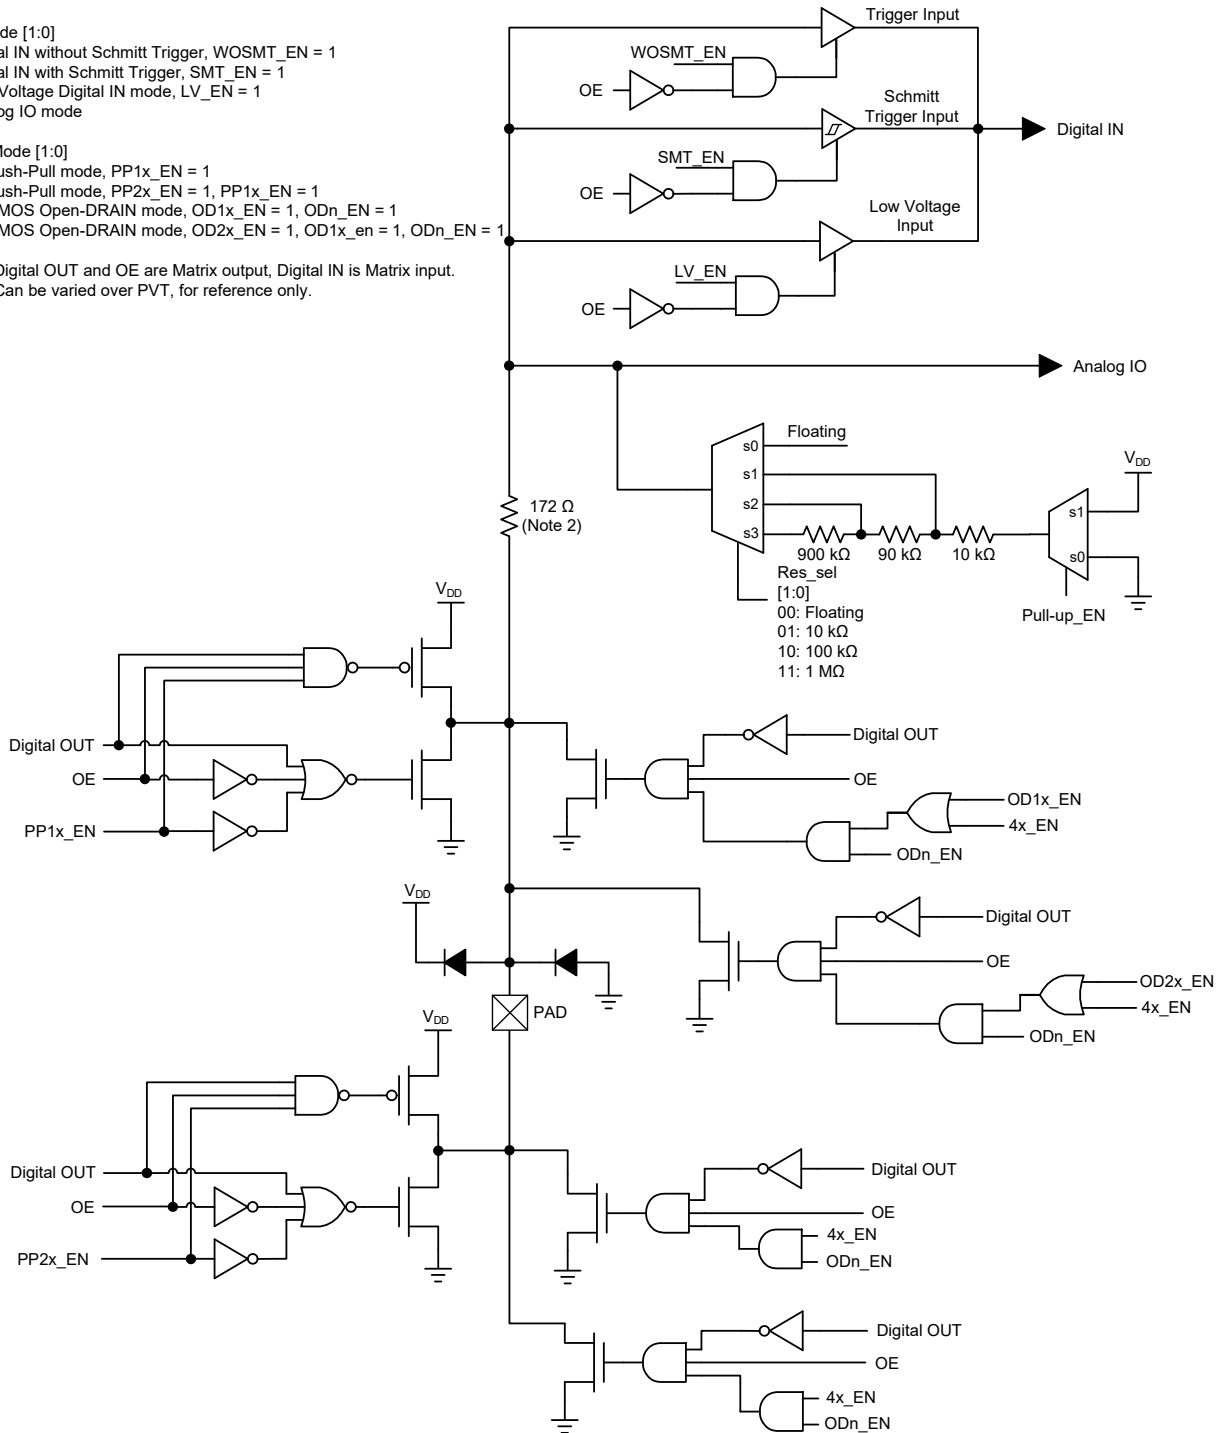 de [1:0]
al IN without Schmitt Trigger, WOSMT_EN = 1
al IN with Schmitt Trigger, SMT_EN = 1
Voltage Digital IN mode, LV_EN = 1
og IO mode
Mode [1:0]
ush-Pull mode, PP1x_EN = 1
ush-Pull mode, PP2x_EN = 1, PP1x_EN = 1
MOS Open-DRAIN mode, OD1x_EN = 1, ODn_EN = 1
MOS Open-DRAIN mode, OD2x_EN = 1, OD1x_en = 1, ODn_EN = 1
Digital OUT and OE are Matrix output, Digital IN is Matrix input.
Can be varied over PVT, for reference only.
Trigger Input
WOSMT_EN
OE
Schmitt
Trigger Input
Digital IN
SMT_EN
OE
Low Voltage
Input
LV_EN
OE
Analog IO
s0
Floating
s1
s2
s3
900 kΩ
90 kΩ
10 kΩ
VDD
s1
s0
Pull-up_EN
Res_sel
[1:0]
00: Floating
01: 10 kΩ
10: 100 kΩ
11: 1 MΩ
172 Ω
(Note 2)
VDD
Digital OUT
OE
PP1x_EN
Digital OUT
OE
OD1x_EN
4x_EN
ODn_EN
VDD
PAD
Digital OUT
OE
OD2x_EN
4x_EN
ODn_EN
VDD
Digital OUT
OE
PP2x_EN
Digital OUT
OE
4x_EN
ODn_EN
Digital OUT
OE
4x_EN
ODn_EN